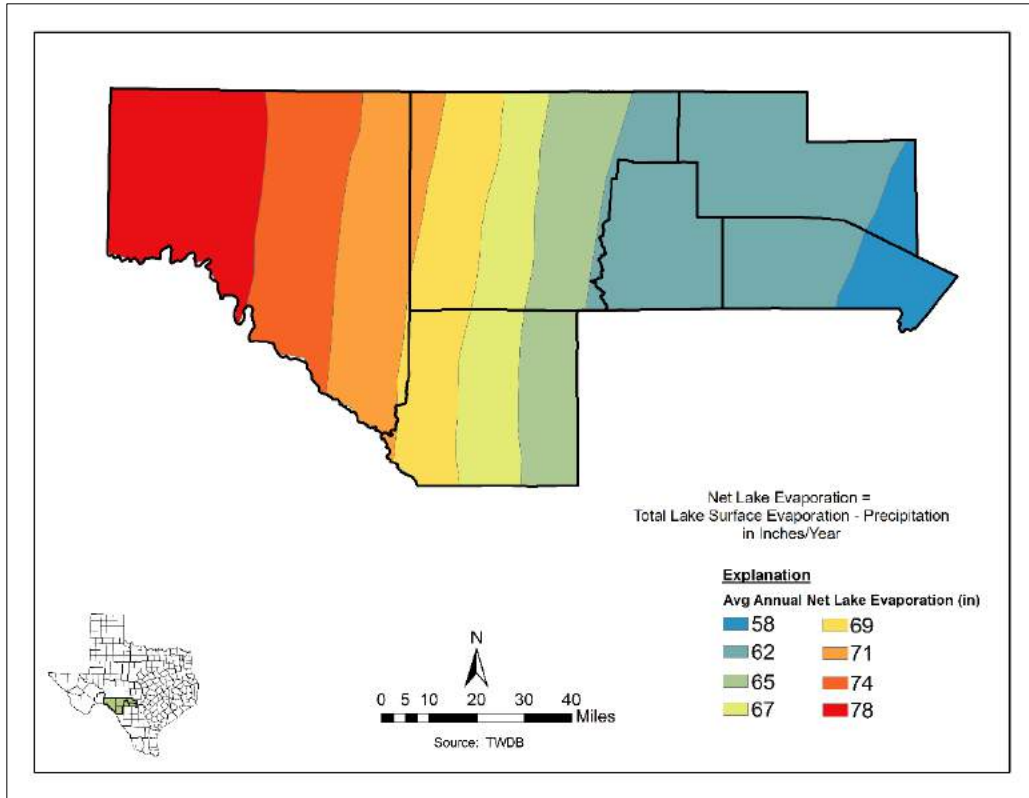 Net Lake Evaporation =
Total Lake Surface Evaporation - Precipitation
in Inches/Year
Explanation
Avg Annual Net Lake Evaporation (in)
58 69
62 71
65 74
67 78
N
0 5 10 20 30 40
Miles
Source: TWDB